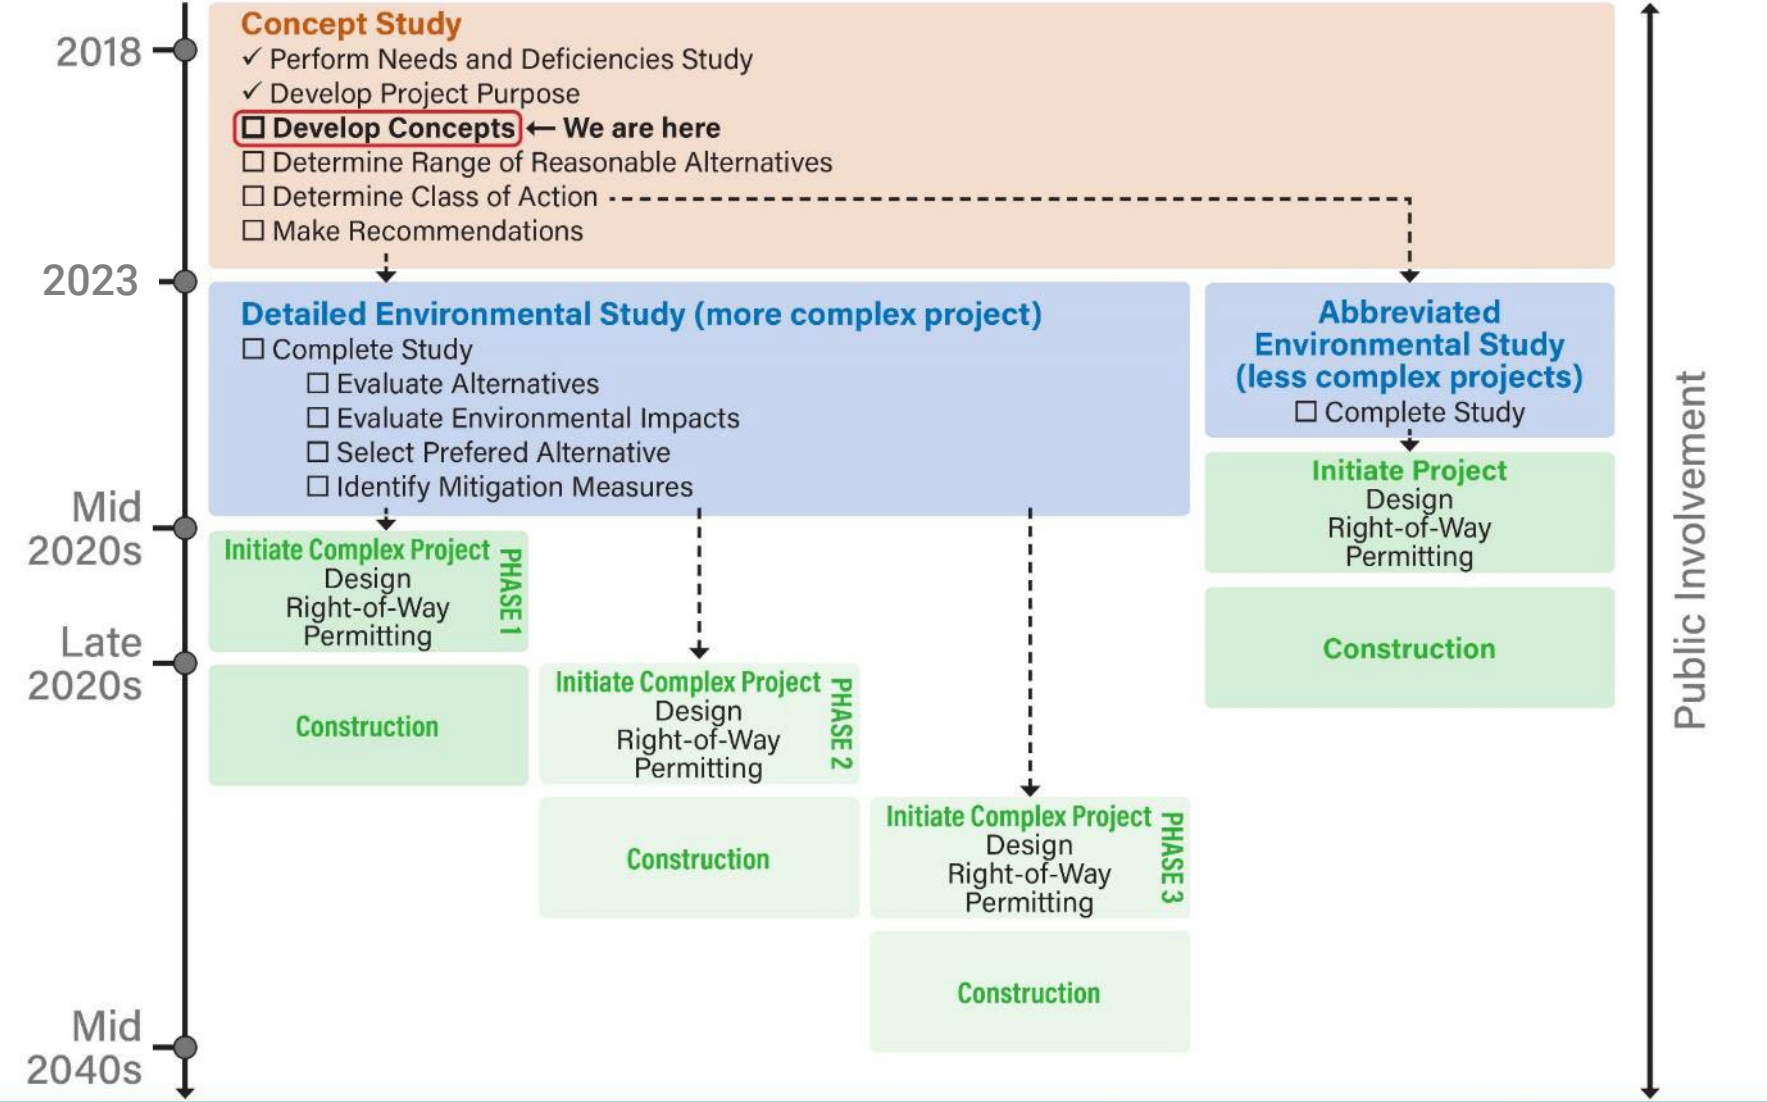 2018
Concept Study
✓ Perform Needs and Deficiencies Study
✓ Develop Project Purpose
☐ Develop Concepts ← We are here
☐ Determine Range of Reasonable Alternatives
☐ Determine Class of Action
☐ Make Recommendations
2023
Detailed Environmental Study (more complex project)
☐ Complete Study
☐ Evaluate Alternatives
☐ Evaluate Environmental Impacts
☐ Select Prefered Alternative
☐ Identify Mitigation Measures
Abbreviated
Environmental Study
(less complex projects)
☐ Complete Study
Initiate Project
Design
Right-of-Way
Permitting
Construction
Mid
2020s
Initiate Complex Project
Design
Right-of-Way
Permitting
PHASE 1
Late
2020s
Construction
Initiate Complex Project
Design
Right-of-Way
Permitting
PHASE 2
Construction
Initiate Complex Project
Design
Right-of-Way
Permitting
PHASE 3
Construction
Mid
2040s
Public Involvement